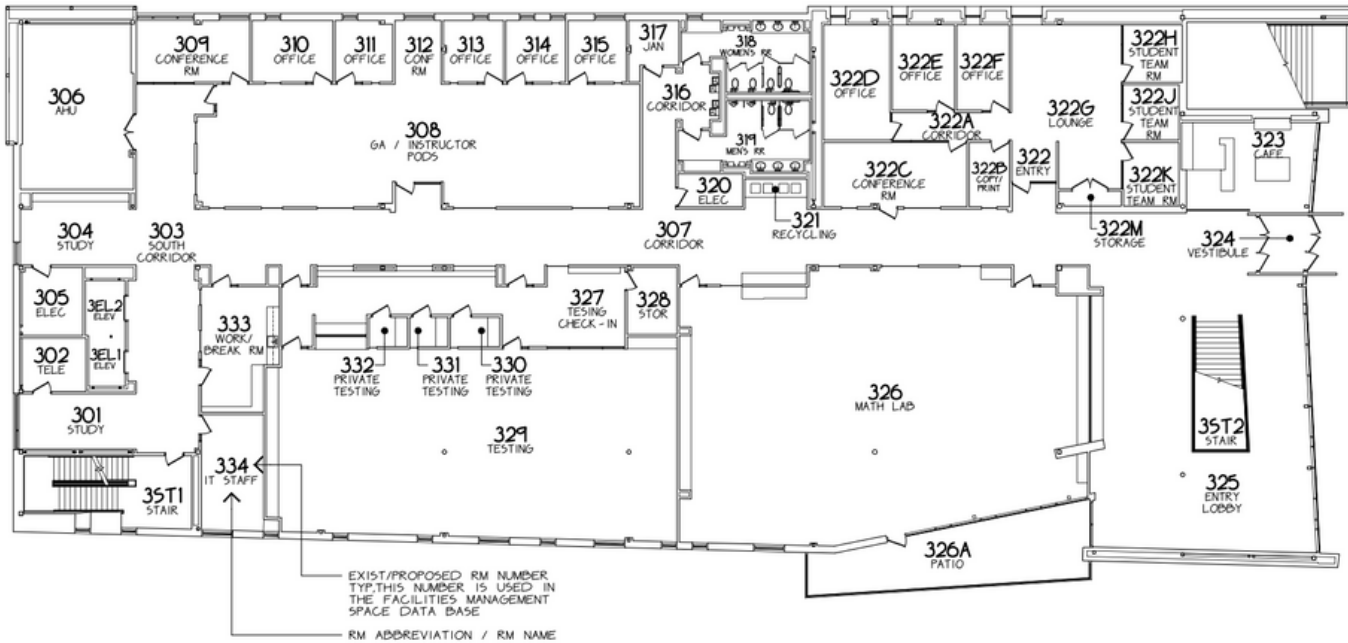 309
CONFERENCE
RM
310
OFFICE
311
OFFICE
312
CONF
RM
313
OFFICE
314
OFFICE
315
OFFICE
317
JAN
318
WOMEN'S RR
322D
OFFICE
322E
OFFICE
322F
OFFICE
322H
STUDENT
TEAM
RM
306
AHU
316
CORRIDOR
308
GA / INSTRUCTOR
PODS
319
MEN'S RR
322A
CORRIDOR
322G
LOUNGE
322J
STUDENT
TEAM
RM
323
CAFE
320
ELEC
322C
CONFERENCE
RM
322B
COPY/
PRINT
322
ENTRY
322K
STUDENT
TEAM RM
304
STUDY
303
SOUTH
CORRIDOR
307
CORRIDOR
321
RECYCLING
322M
STORAGE
324
VESTIBULE
305
ELEC
3EL2
ELEV
333
WORK/
BREAK RM
327
TESING
CHECK-IN
328
STOR
302
TELE
3EL1
ELEV
332
PRIVATE
TESTING
331
PRIVATE
TESTING
330
PRIVATE
TESTING
326
MATH LAB
301
STUDY
329
TESTING
3ST2
STAIR
334
IT STAFF
3ST1
STAIR
325
ENTRY
LOBBY
326A
PATIO
EXIST/PROPOSED RM NUMBER
TYP.THIS NUMBER IS USED IN
THE FACILITIES MANAGEMENT
SPACE DATA BASE
RM ABBREVIATION / RM NAME